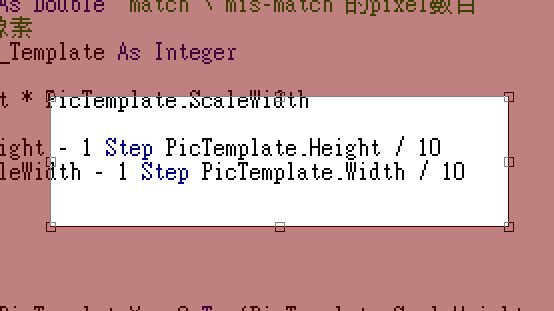 As Double 'match \ mis-match 的pixel數目
像素
_Template As Integer
t * PicTemplate.ScaleWidth
ight - 1 Step PicTemplate.Height / 10
leWidth - 1 Step PicTemplate.Width / 10